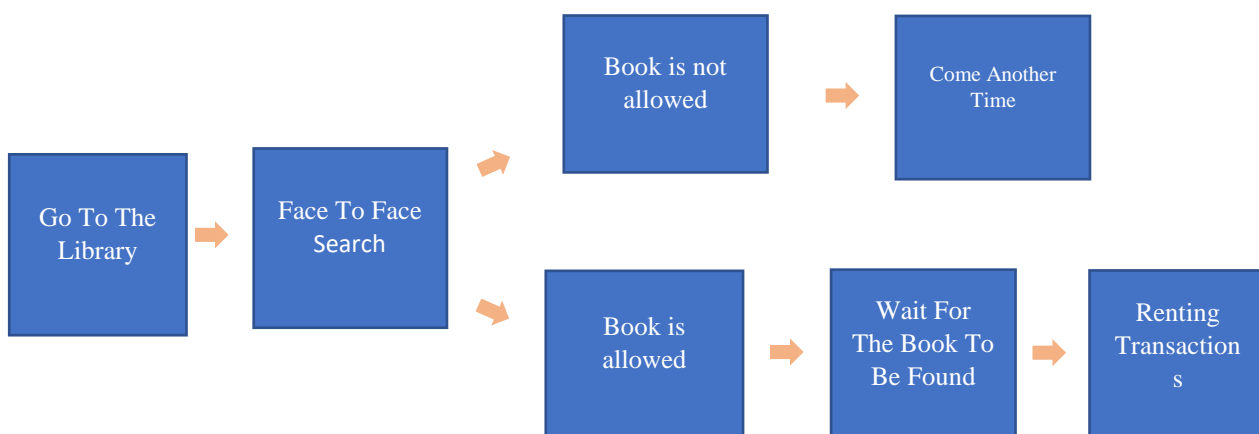 Go To The
Library
Face To Face
Search
Book is not
allowed
Come Another
Time
Book is
allowed
Wait For
The Book To
Be Found
Renting
Transaction
s